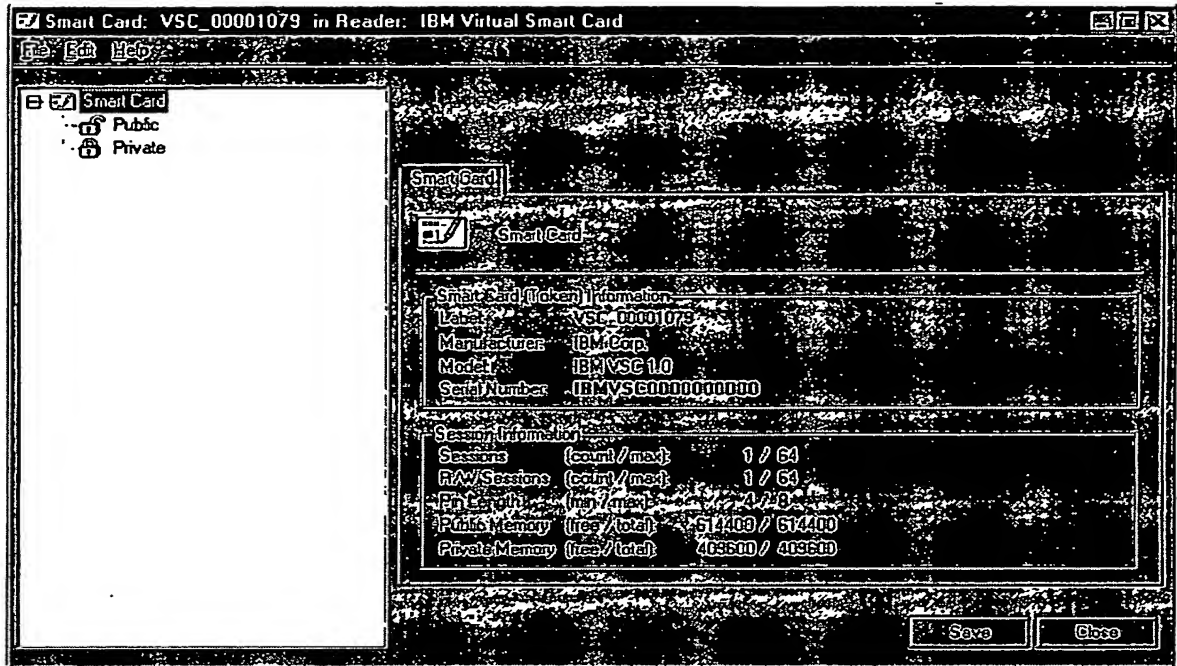 Smart Card: VSC_00001079 in Reader: IBM Virtual Smart Card
File Edit Help
Smart Card
Public
Private
Smart Card
Smart Card
Smart Card (Token) Information
Label: VSC_00001079
Manufacturer: IBM Corp.
Model: IBM VSC 1.0
Serial Number: IBMVSC0000000000
Session Information
Sessions (count / max): 1 / 64
R/W Sessions (count / max): 1 / 64
Pin Length (min / max): 4 / 8
Public Memory (free / total): 614400 / 614400
Private Memory (free / total): 409600 / 409600
Save Close